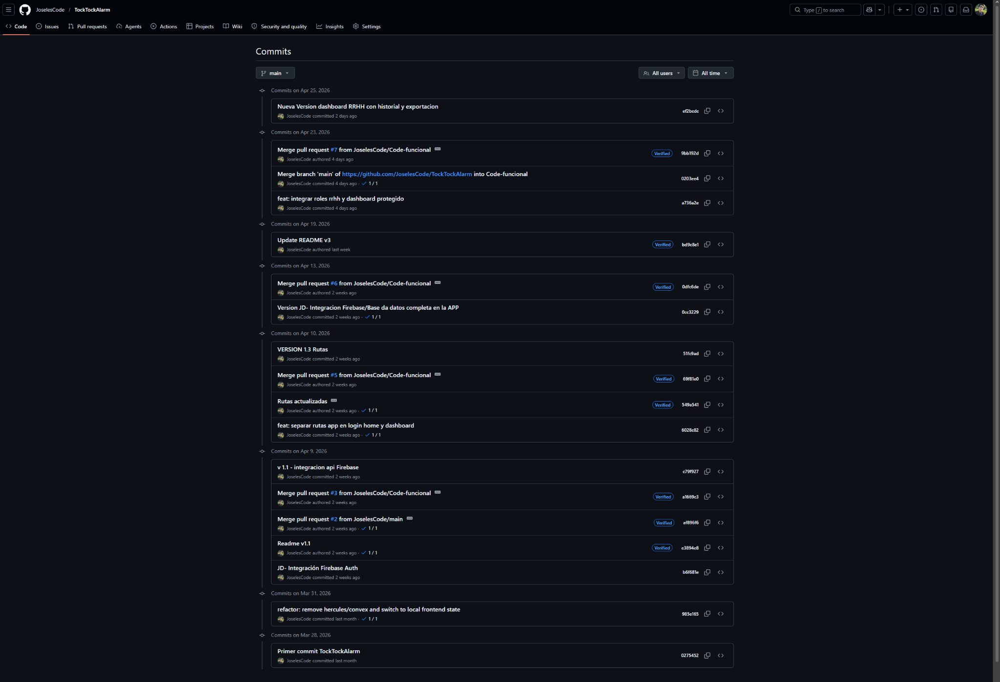 JoselesCode / TockTockAlarm
Type / to search
Code Issues Pull requests Agents Actions Projects Wiki Security and quality Insights Settings
Commits
main All users All time
Commits on Apr 25, 2026
Nueva Version dashboard RRHH con historial y exportacion
JoselesCode committed 2 days ago
ef2bcdc
Commits on Apr 23, 2026
Merge pull request #7 from JoselesCode/Code-funcional
JoselesCode authored 4 days ago
Verified 9bb192d
Merge branch 'main' of https://github.com/JoselesCode/TockTockAlarm into Code-funcional
JoselesCode committed 4 days ago · 1 / 1
0203ee4
feat: integrar roles rrhh y dashboard protegido
JoselesCode committed 4 days ago
a736a2e
Commits on Apr 19, 2026
Update README v3
JoselesCode authored last week
Verified bd9c8e1
Commits on Apr 13, 2026
Merge pull request #6 from JoselesCode/Code-funcional
JoselesCode authored 2 weeks ago
Verified 0dfc6de
Version JD- Integracion Firebase/Base da datos completa en la APP
JoselesCode committed 2 weeks ago · 1 / 1
0cc3229
Commits on Apr 10, 2026
VERSION 1.3 Rutas
JoselesCode committed 2 weeks ago
51fc9ad
Merge pull request #5 from JoselesCode/Code-funcional
JoselesCode authored 2 weeks ago
Verified 69f81e0
Rutas actualizadas
JoselesCode authored 2 weeks ago · 1 / 1
Verified 549a541
feat: separar rutas app en login home y dashboard
JoselesCode committed 2 weeks ago · 1 / 1
6028c82
Commits on Apr 9, 2026
v 1.1 - integracion api Firebase
JoselesCode committed 2 weeks ago
c79f927
Merge pull request #3 from JoselesCode/Code-funcional
JoselesCode authored 2 weeks ago
Verified a1669c3
Merge pull request #2 from JoselesCode/main
JoselesCode authored 2 weeks ago · 1 / 1
Verified af896f6
Readme v1.1
JoselesCode authored 2 weeks ago · 1 / 1
Verified e3894e8
JD- Integración Firebase Auth
JoselesCode committed 2 weeks ago
b6f681e
Commits on Mar 31, 2026
refactor: remove hercules/convex and switch to local frontend state
JoselesCode committed last month · 1 / 1
985e165
Commits on Mar 28, 2026
Primer commit TockTockAlarm
JoselesCode committed last month
0275452